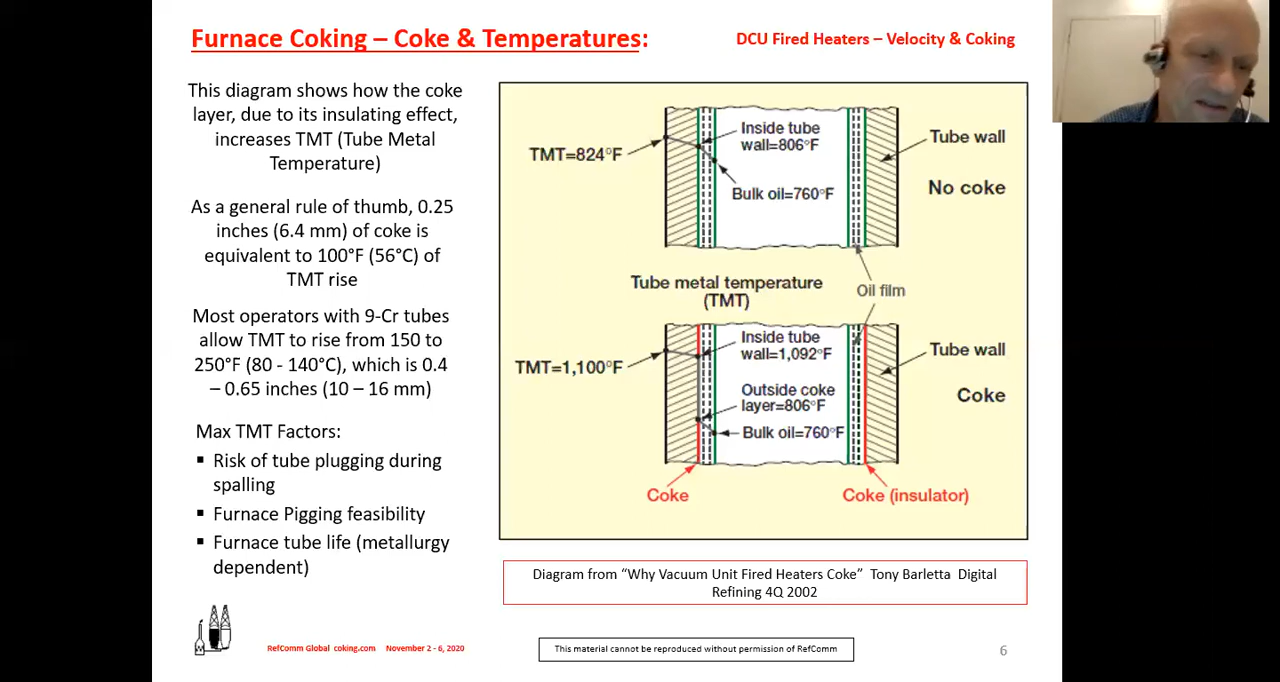 Furnace Coking – Coke & Temperatures:
DCU Fired Heaters – Velocity & Coking
This diagram shows how the coke
layer, due to its insulating effect,
increases TMT (Tube Metal
Temperature)
As a general rule of thumb, 0.25
inches (6.4 mm) of coke is
equivalent to 100°F (56°C) of
TMT rise
Most operators with 9-Cr tubes
allow TMT to rise from 150 to
250°F (80 - 140°C), which is 0.4
– 0.65 inches (10 – 16 mm)
Max TMT Factors:
▪ Risk of tube plugging during
spalling
▪ Furnace Pigging feasibility
▪ Furnace tube life (metallurgy
dependent)
Inside tube
wall=806°F
TMT=824°F
Bulk oil=760°F
Tube wall
No coke
Tube metal temperature
(TMT)
Oil film
Inside tube
wall=1,092°F
TMT=1,100°F
Outside coke
layer=806°F
Bulk oil=760°F
Tube wall
Coke
Coke
Coke (insulator)
Diagram from “Why Vacuum Unit Fired Heaters Coke” Tony Barletta Digital
Refining 4Q 2002
RefComm Global coking.com November 2 - 6, 2020
This material cannot be reproduced without permission of RefComm
6